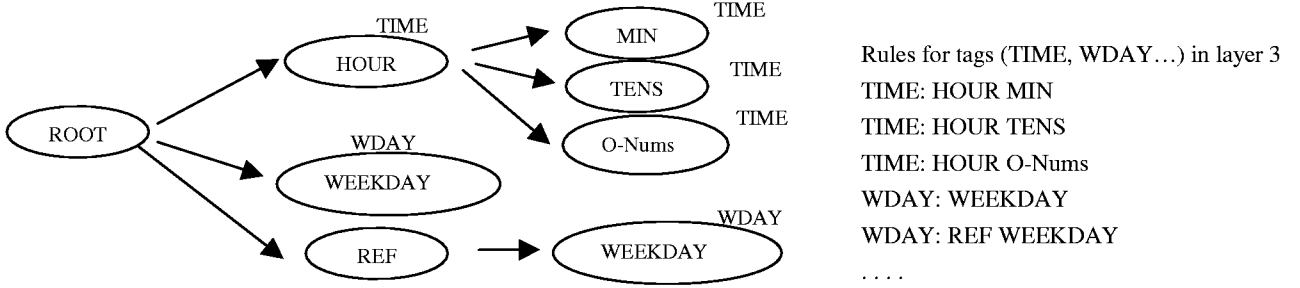 TIME
HOUR
TIME
MIN
TIME
TENS
TIME
O-Nums
ROOT
WDAY
WEEKDAY
REF
WDAY
WEEKDAY
Rules for tags (TIME, WDAY…) in layer 3
TIME: HOUR MIN
TIME: HOUR TENS
TIME: HOUR O-Nums
WDAY: WEEKDAY
WDAY: REF WEEKDAY
. . . .